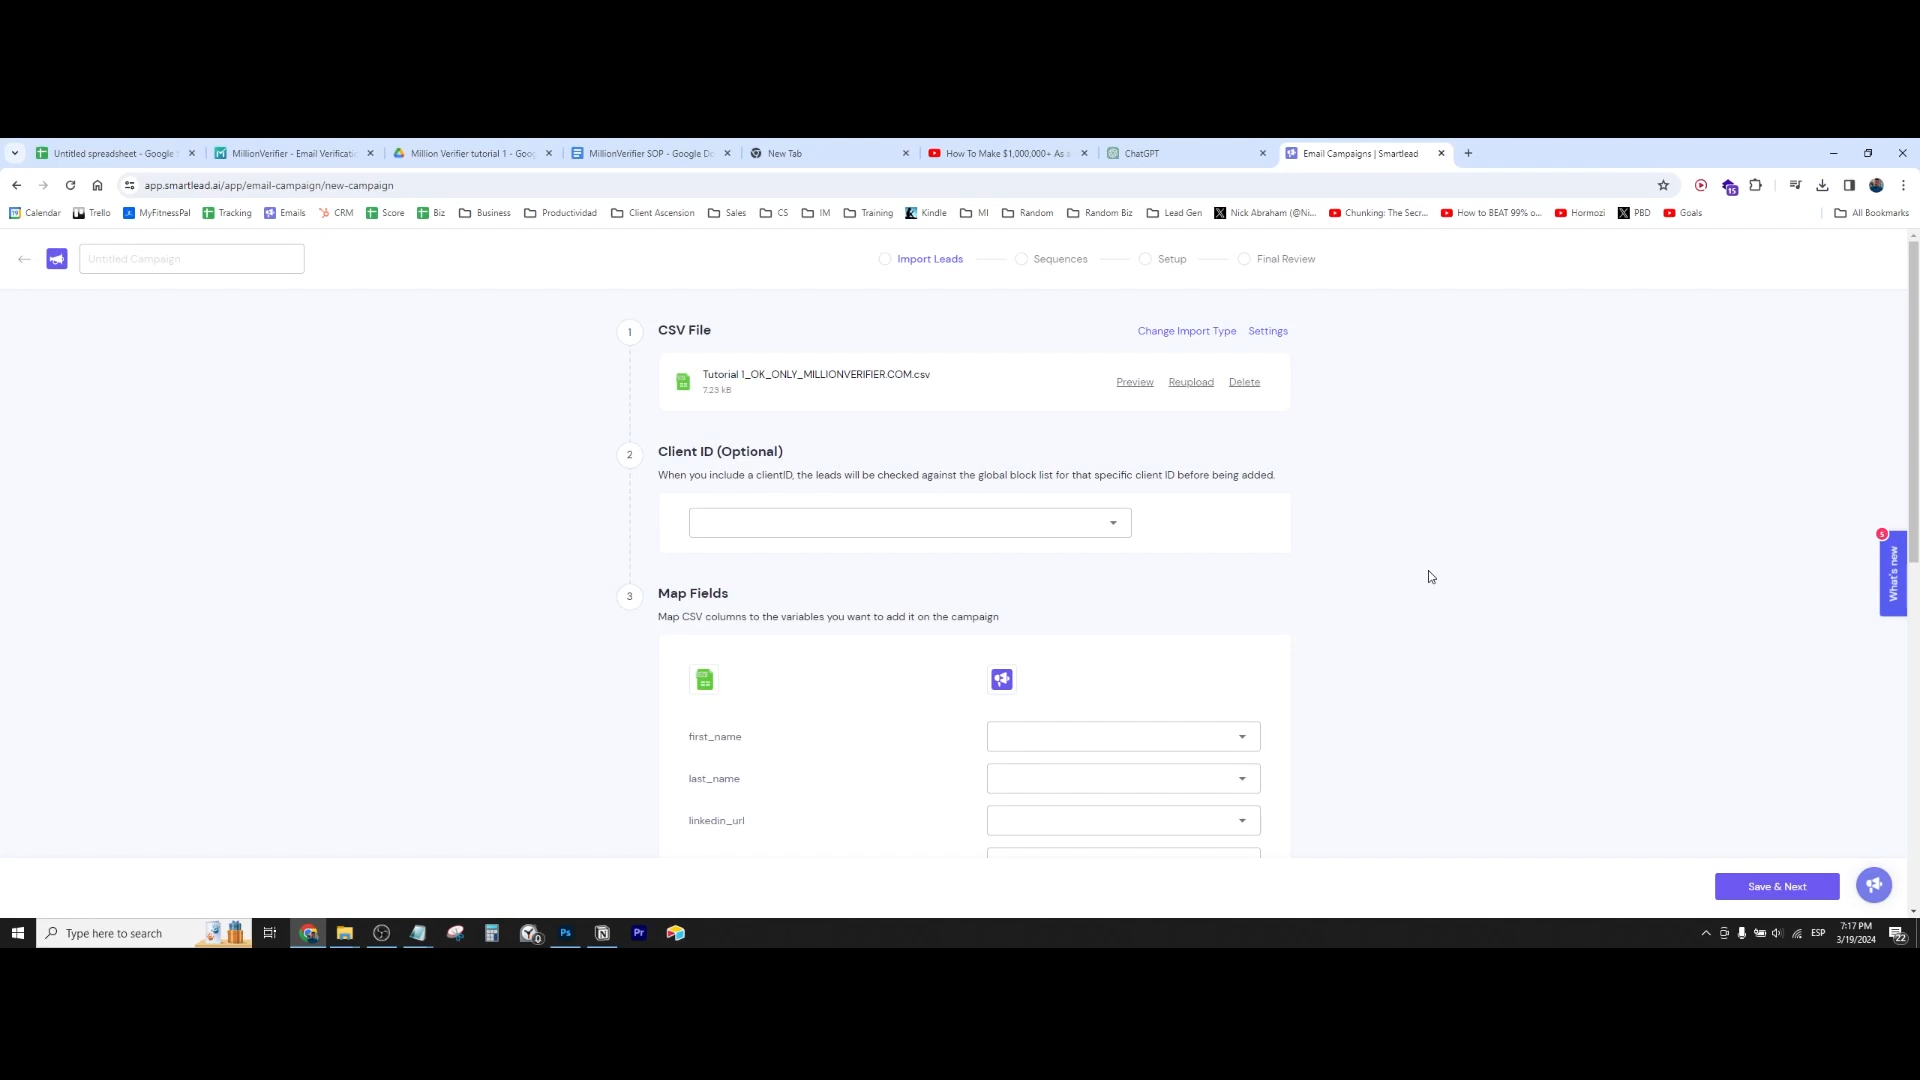 Untitled spreadsheet - Google S
MillionVerifier - Email Verificati
Million Verifier tutorial 1 - Goog
MillionVerifier SOP - Google Do
New Tab
How To Make $1,000,000+ As a
ChatGPT
Email Campaigns | Smartlead
app.smartlead.ai/app/email-campaign/new-campaign
15
Calendar
Trello
MyFitnessPal
Tracking
Emails
CRM
Score
Biz
Business
Productividad
Client Ascension
Sales
CS
IM
Training
Kindle
MI
Random
Random Biz
Lead Gen
Nick Abraham (@Ni...
Chunking: The Secr...
How to BEAT 99% o...
Hormozi
PBD
Goals
All Bookmarks
Untitled Campaign
Import Leads
Sequences
Setup
Final Review
1
CSV File
Change Import Type
Settings
Tutorial 1_OK_ONLY_MILLIONVERIFIER.COM.csv
7.23 kB
Preview
Reupload
Delete
2
Client ID (Optional)
When you include a clientID, the leads will be checked against the global block list for that specific client ID before being added.
5
What's new
3
Map Fields
Map CSV columns to the variables you want to add it on the campaign
first_name
last_name
linkedin_url
Save & Next
Type here to search
0
Ps
Pr
ESP
7:17 PM
3/19/2024
22